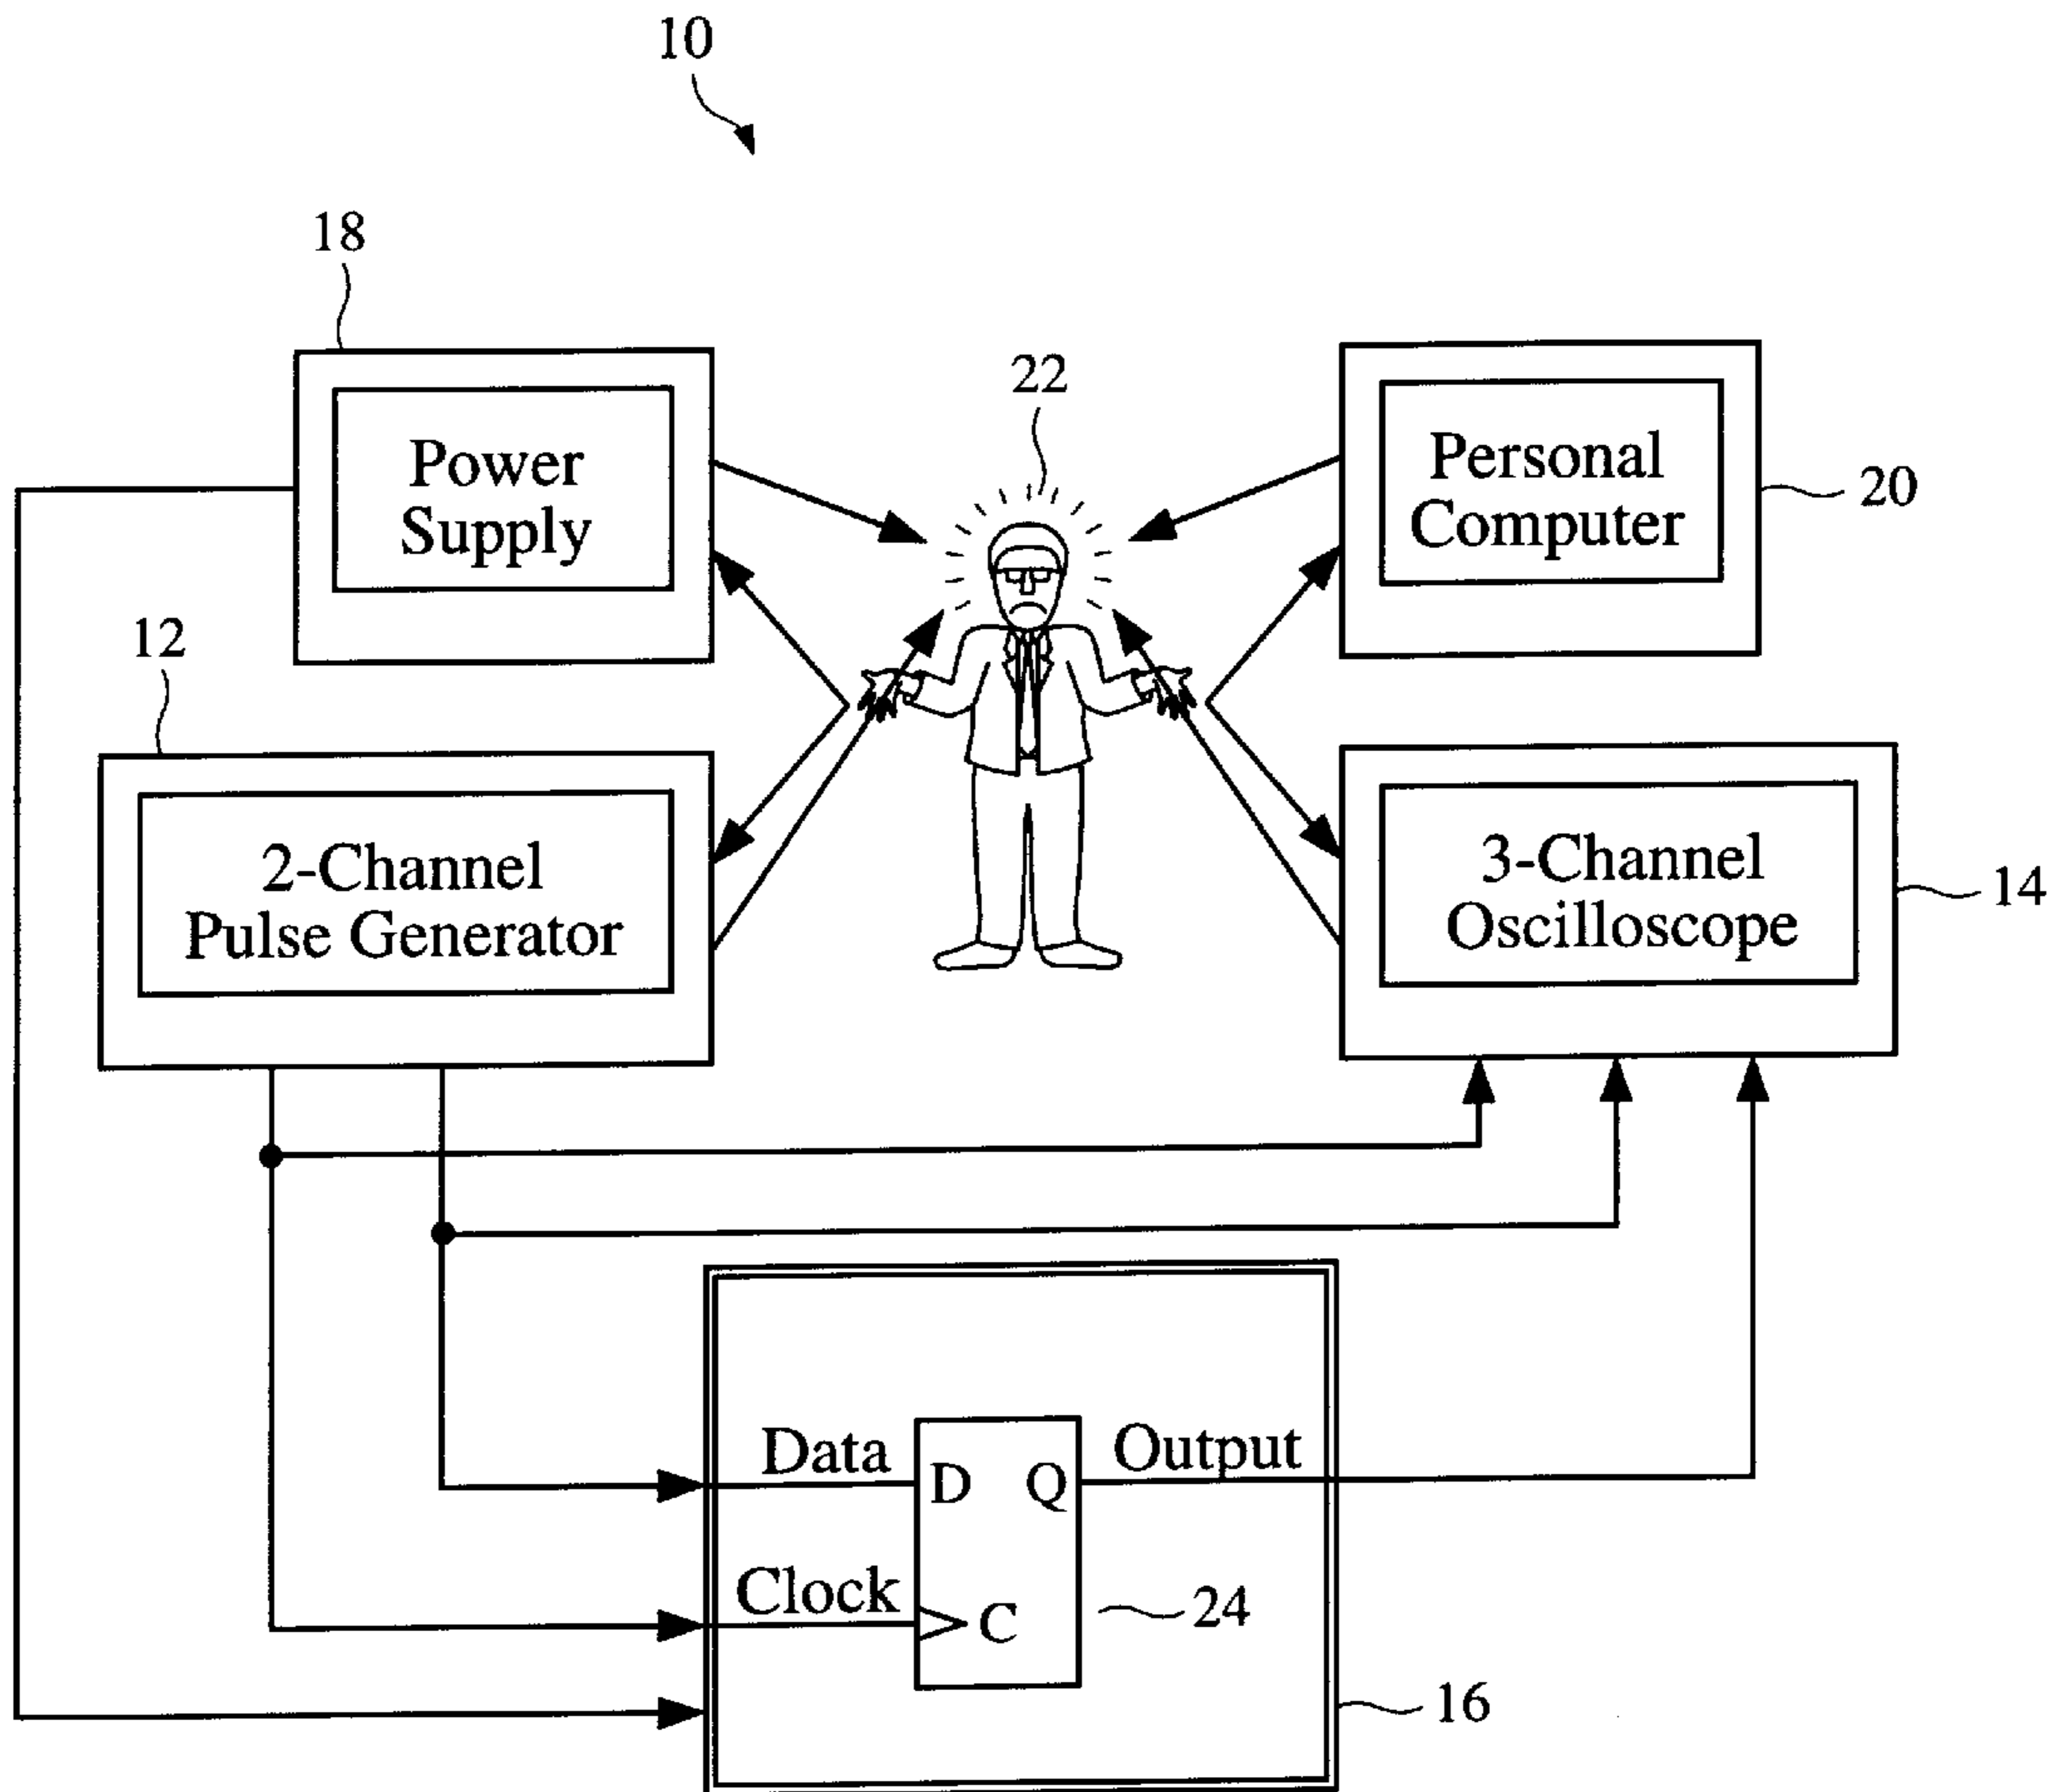 10
18
22
Power
Supply
Personal
Computer
20
12
2-Channel
Pulse Generator
3-Channel
Oscilloscope
14
Data
D
Q
Output
Clock
C
24
16